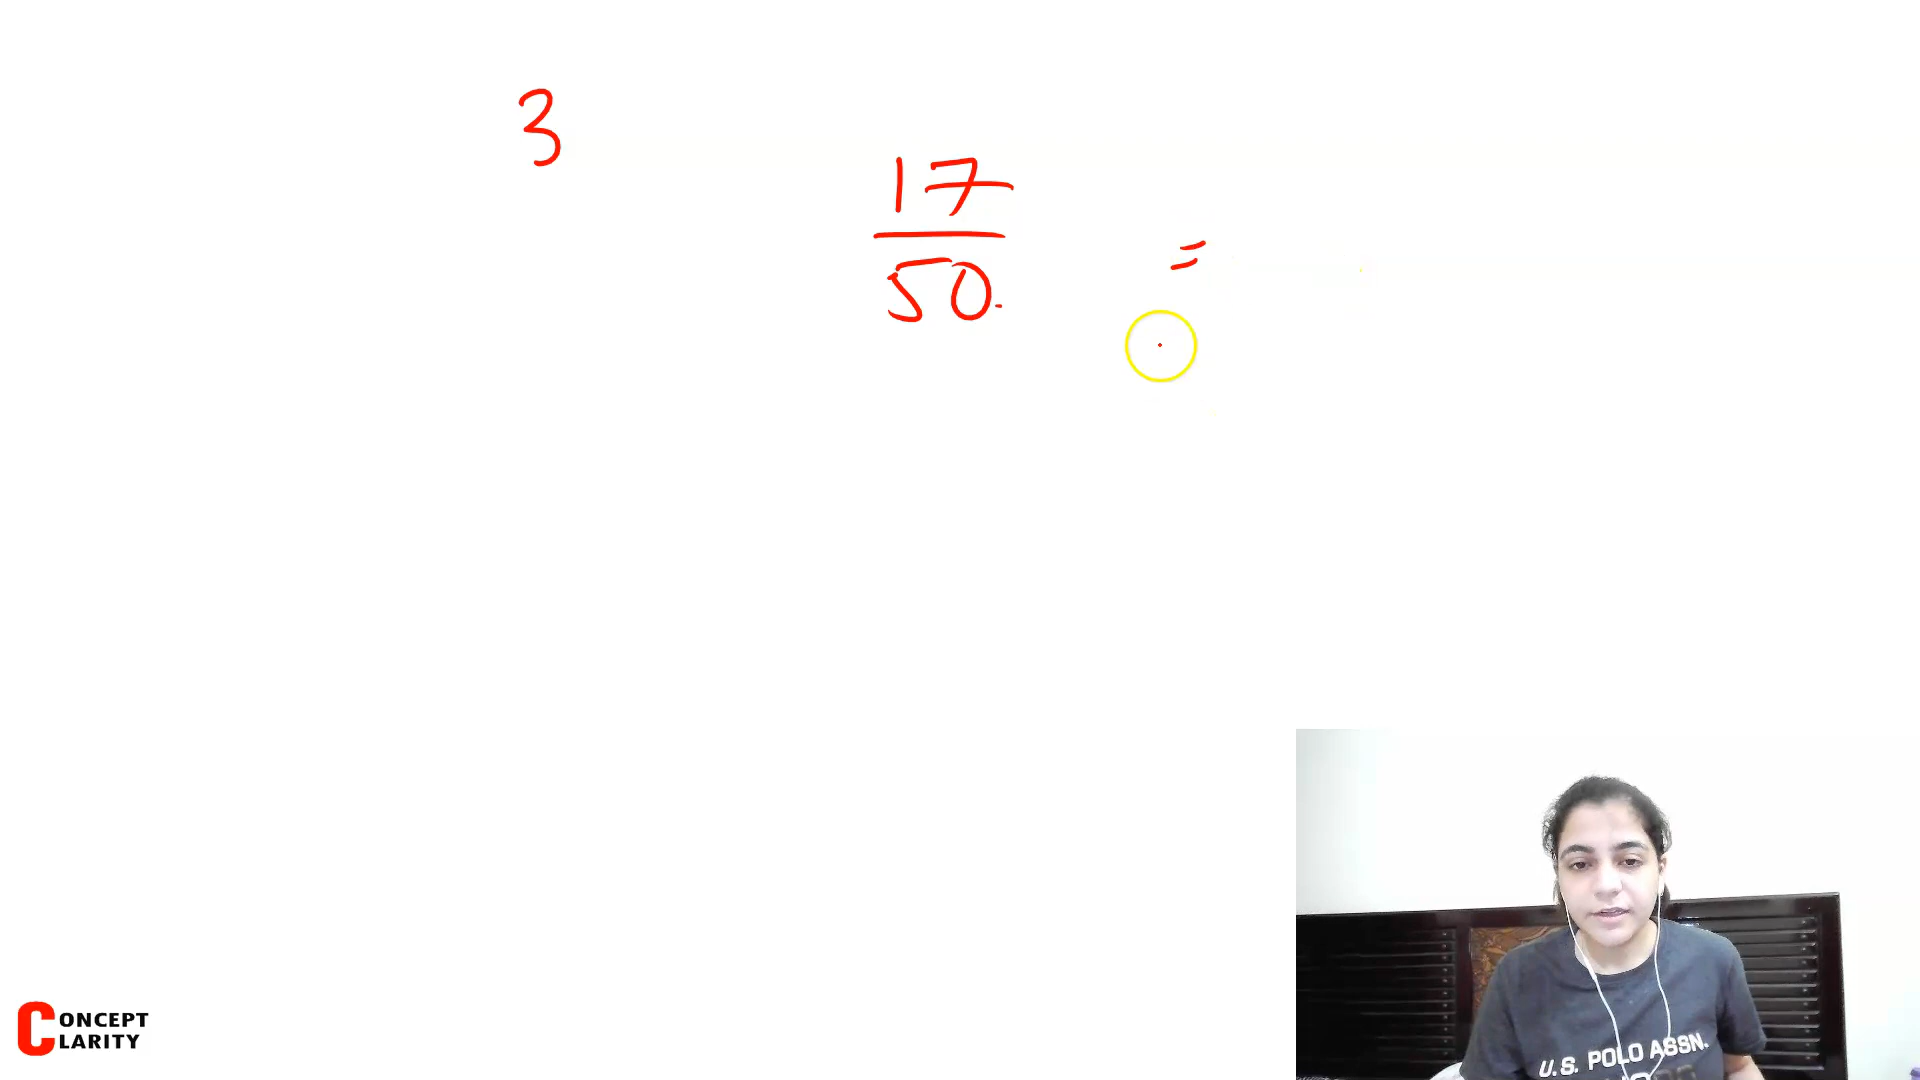 3
17
50.
=
CONCEPT
CLARITY
U.S. POLO ASSN.